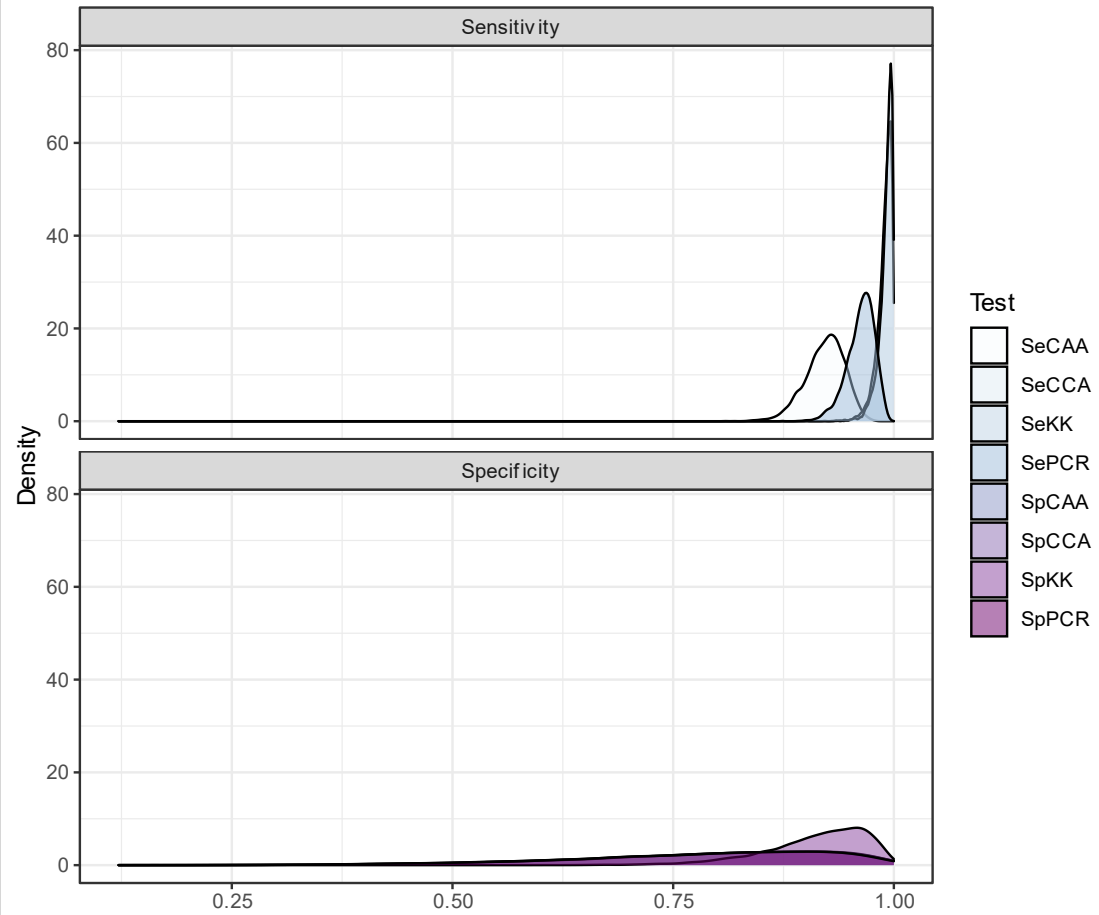 Sensitivity
80
60
40
20
0
Density
Specificity
80
60
40
20
0
0.25 0.50 0.75 1.00
Test
SeCAA
SeCCA
SeKK
SePCR
SpCAA
SpCCA
SpKK
SpPCR